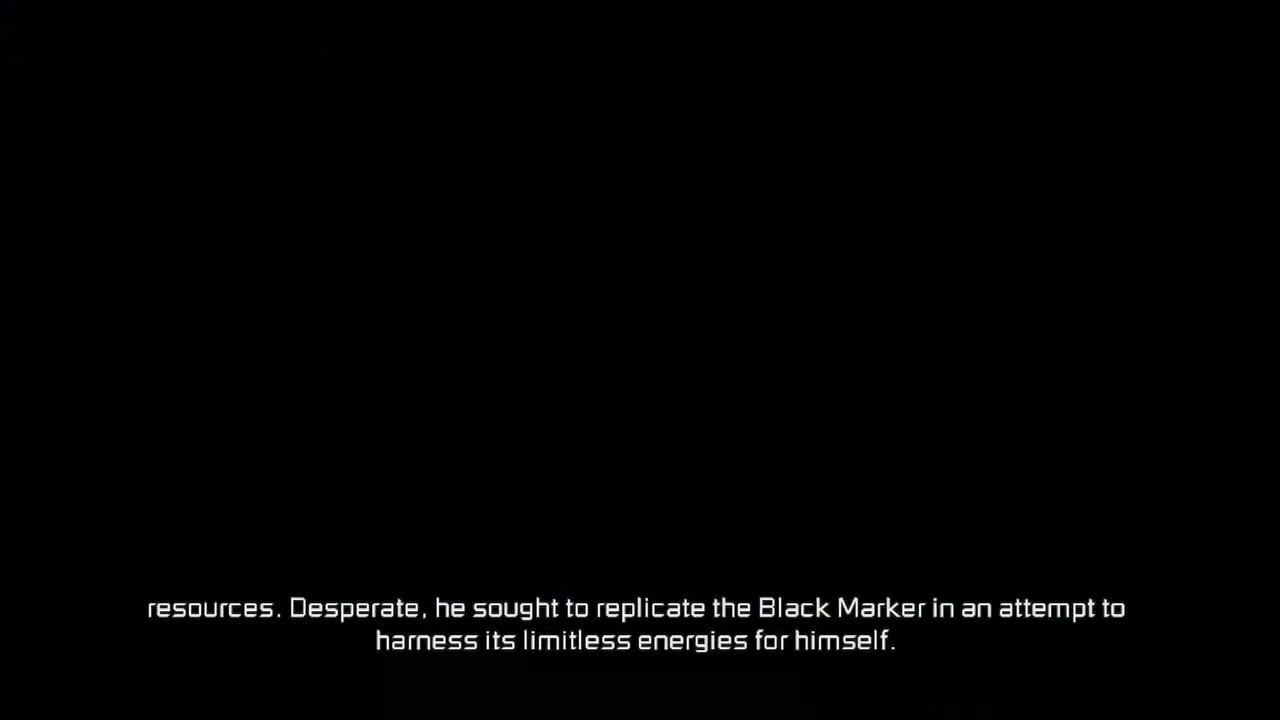 resources. Desperate, he sought to replicate the Black Marker in an attempt to
harness its limitless energies for himself.